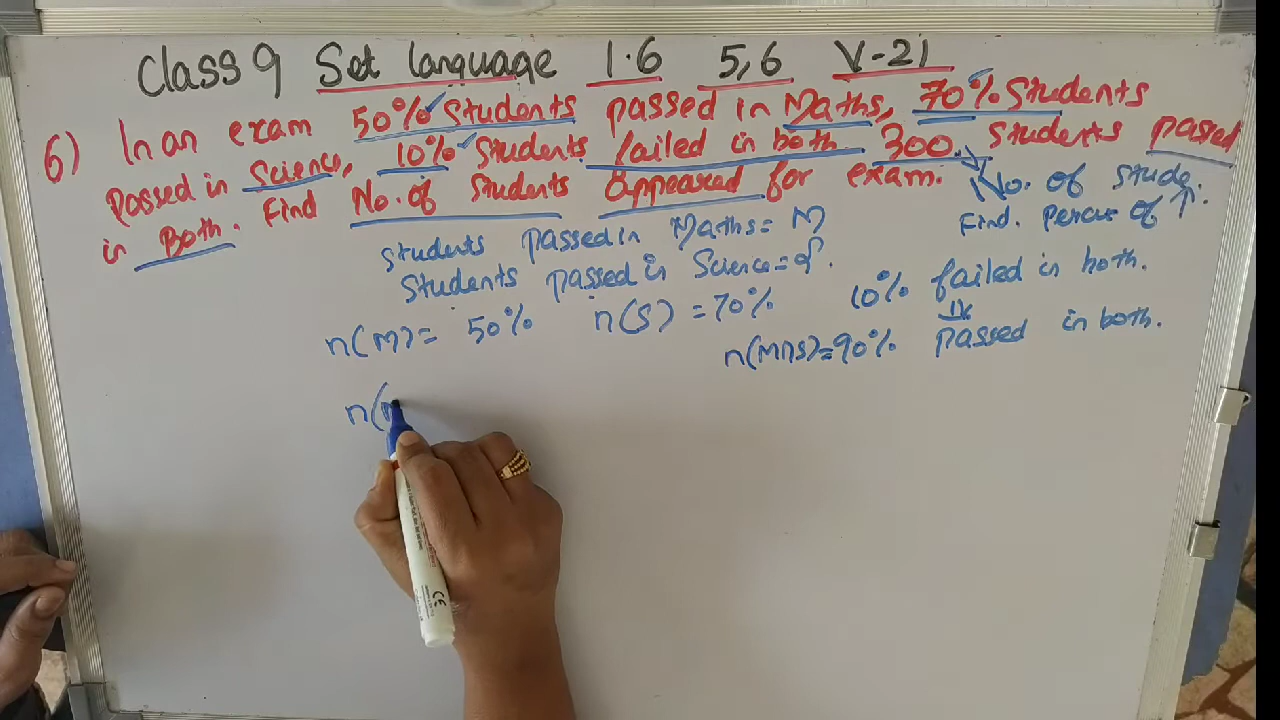 Class 9 Set language 1.6 5,6 V-21
6) In an exam 50% students passed in Maths, 70% students
passed in Science, 10% students failed in both 300 students passed
in Both. Find No. of students Appeared for exam.
No. of stude.
Find. Percen of ↑.
students passed in Maths = M
Students passed in Science = S.
n(M) = 50% n(S) = 70% 10% failed in both.
n(M∩S) = 90% passed in both.
n(M